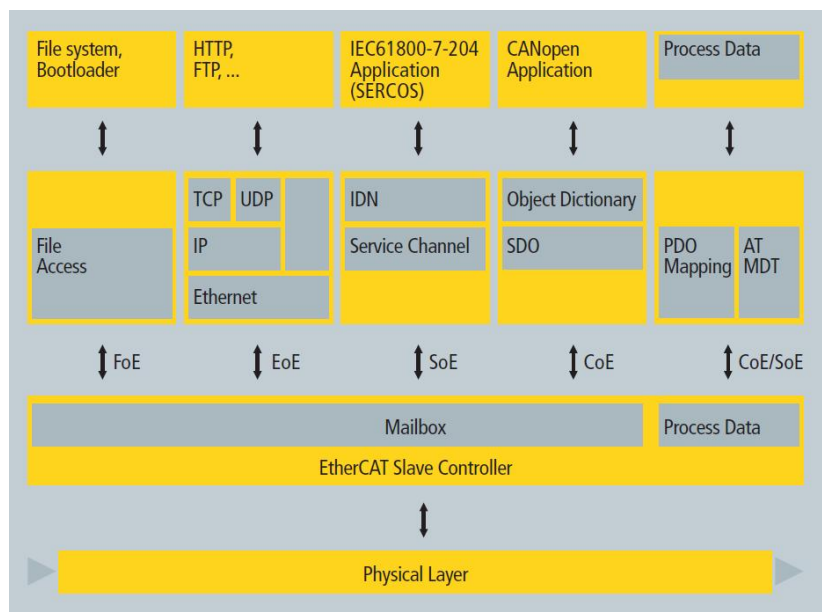 File system,
Bootloader
HTTP,
FTP, ...
IEC61800-7-204
Application
(SERCOS)
CANopen
Application
Process Data
File
Access
TCP
UDP
IP
Ethernet
IDN
Service Channel
Object Dictionary
SDO
PDO
Mapping
AT
MDT
FoE
EoE
SoE
CoE
CoE/SoE
Mailbox
Process Data
EtherCAT Slave Controller
Physical Layer